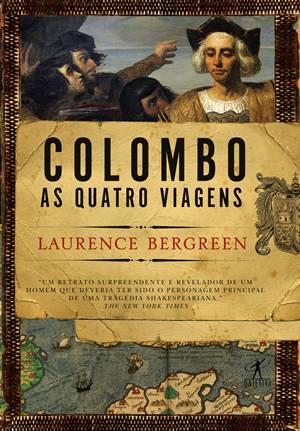 COLOMBO
AS QUATRO VIAGENS
LAURENCE BERGREEN
"UM RETRATO SURPREENDENTE E REVELADOR DE UM
HOMEM QUE DEVERIA TER SIDO O PERSONAGEM PRINCIPAL
DE UMA TRAGÉDIA SHAKESPEARIANA."
THE NEW YORK TIMES
OBJETIVA